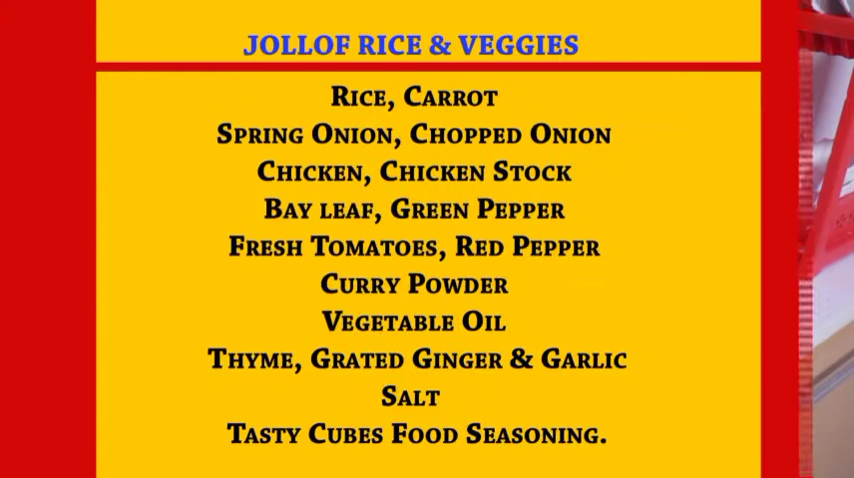 JOLLOF RICE & VEGGIES
RICE, CARROT
SPRING ONION, CHOPPED ONION
CHICKEN, CHICKEN STOCK
BAY LEAF, GREEN PEPPER
FRESH TOMATOES, RED PEPPER
CURRY POWDER
VEGETABLE OIL
THYME, GRATED GINGER & GARLIC
SALT
TASTY CUBES FOOD SEASONING.